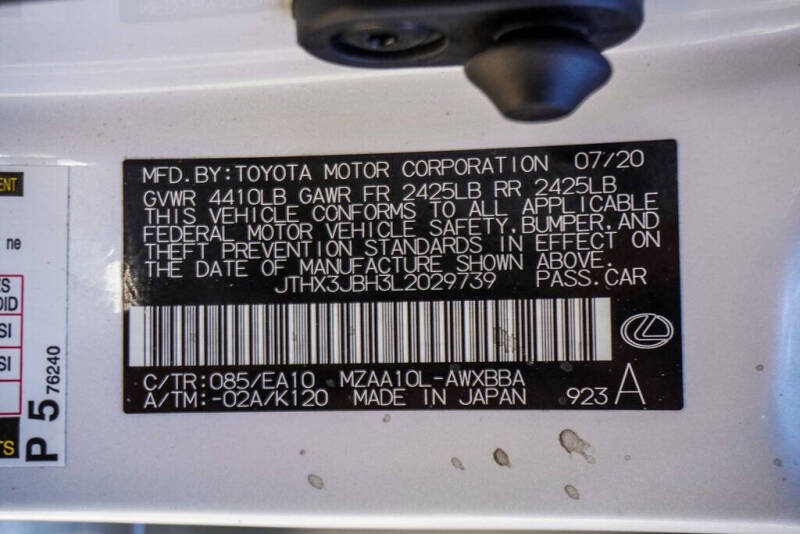 MFD.BY:TOYOTA MOTOR CORPORATION 07/20
GVWR 4410LB GAWR FR 2425LB RR 2425LB
THIS VEHICLE CONFORMS TO ALL APPLICABLE
FEDERAL MOTOR VEHICLE SAFETY,BUMPER,AND
THEFT PREVENTION STANDARDS IN EFFECT ON
THE DATE OF MANUFACTURE SHOWN ABOVE.
JTHX3JBH3L2029739 PASS.CAR
C/TR:085/EA10 MZAA10L-AWXBBA
A/TM:-02A/K120 MADE IN JAPAN 923 A
P 5 76240